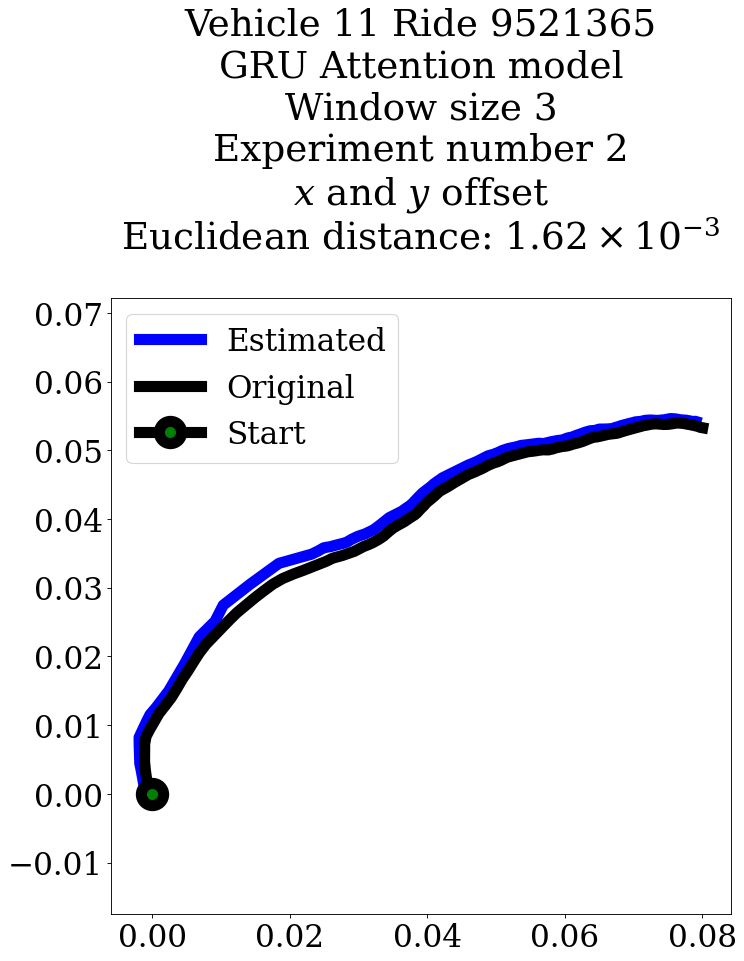 Vehicle 11 Ride 9521365
GRU Attention model
Window size 3
Experiment number 2
x and y offset
Euclidean distance: 1.62 × 10⁻³
0.07
0.06
0.05
0.04
0.03
0.02
0.01
0.00
−0.01
Estimated
Original
Start
0.00 0.02 0.04 0.06 0.08